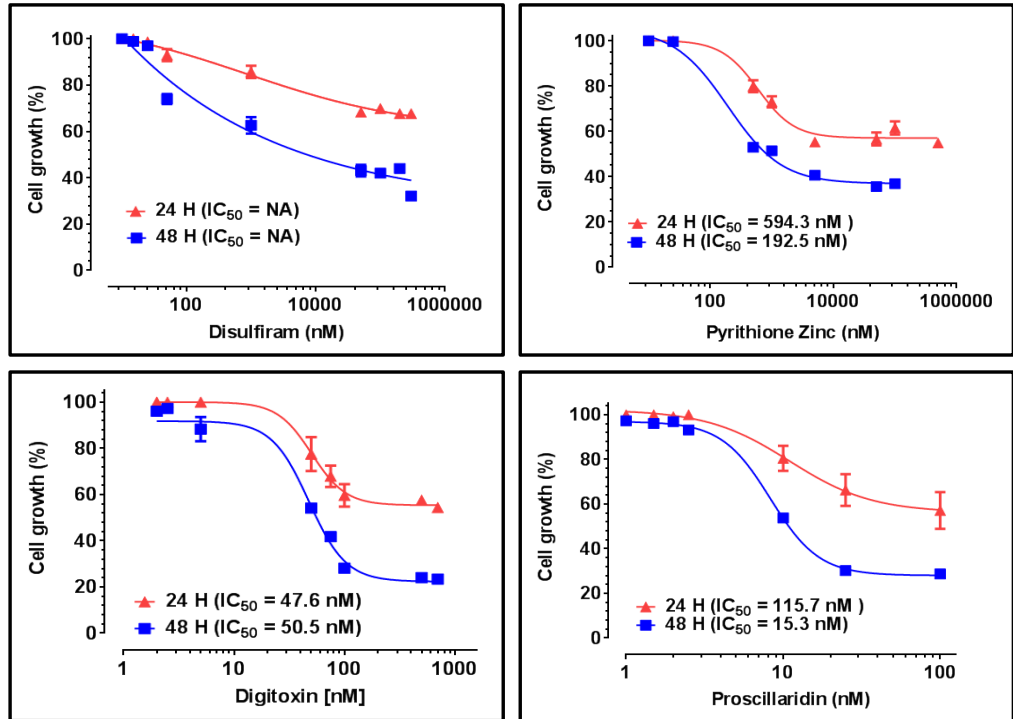 Cell growth (%)
100
80
60
40
20
0
24 H (IC50 = NA)
48 H (IC50 = NA)
100 10000 1000000
Disulfiram (nM)
Cell growth (%)
100
80
60
40
20
0
24 H (IC50 = 594.3 nM )
48 H (IC50 = 192.5 nM)
100 10000 1000000
Pyrithione Zinc (nM)
Cell growth (%)
100
80
60
40
20
0
24 H (IC50 = 47.6 nM)
48 H (IC50 = 50.5 nM)
1 10 100 1000
Digitoxin [nM]
Cell growth (%)
100
80
60
40
20
0
24 H (IC50 = 115.7 nM )
48 H (IC50 = 15.3 nM)
1 10 100
Proscillaridin (nM)